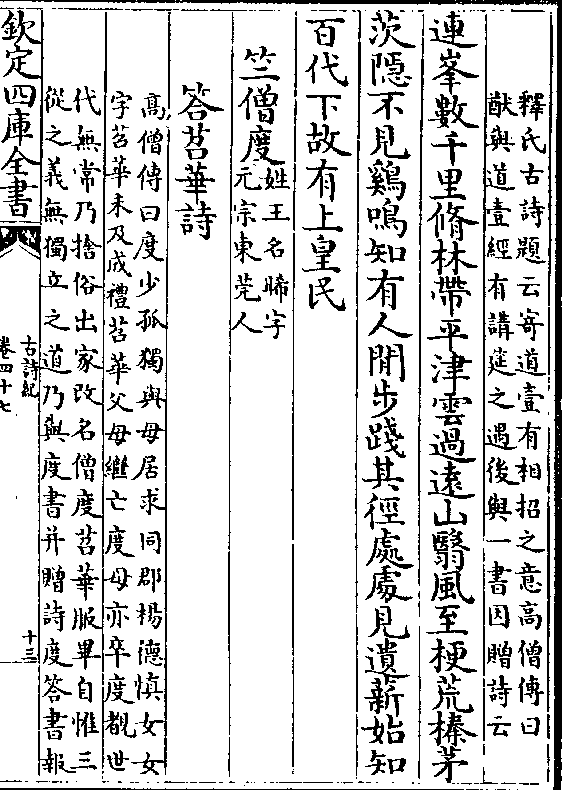 釋氏古詩題云寄道壹有相招之意高僧傳曰
猷與道壹經有講筵之遇後與一書因贈詩云
連峯數千里脩林帶平津雲過遠山翳風至梗荒榛茅
茨隱不見鷄鳴知有人閒步踐其徑處處見遺薪始知
百代下故有上皇民
竺僧度姓王名晞字
元宗東莞人
答苕華詩
高僧傳曰度少孤獨與母居求同郡楊德慎女女
字苕華未及成禮苕華父母繼亡度母亦卒度覩世
代無常乃捨俗出家改名僧度苕華服畢自惟三
從之義無獨立之道乃與度書并贈詩度答書報
欽定四庫全書
古詩紀
卷四十七
十三